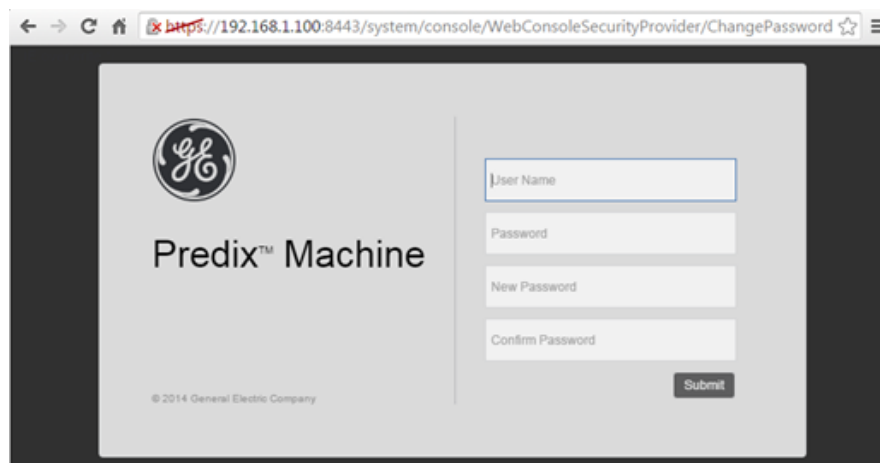 https://192.168.1.100:8443/system/console/WebConsoleSecurityProvider/ChangePassword
GE
Predix™ Machine
© 2014 General Electric Company
User Name
Password
New Password
Confirm Password
Submit